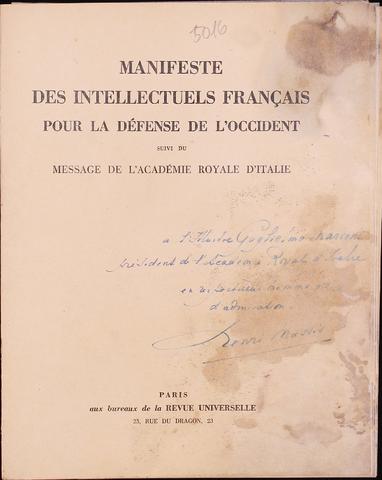 5016
MANIFESTE
DES INTELLECTUELS FRANÇAIS
POUR LA DÉFENSE DE L'OCCIDENT
SUIVI DU
MESSAGE DE L'ACADÉMIE ROYALE D'ITALIE
à l'Illustre Guglielmo Marconi
président de l'Académie Royale d'Italie
en
d'admiration.
Henri Massis
PARIS
aux bureaux de la REVUE UNIVERSELLE
23, RUE DU DRAGON, 23